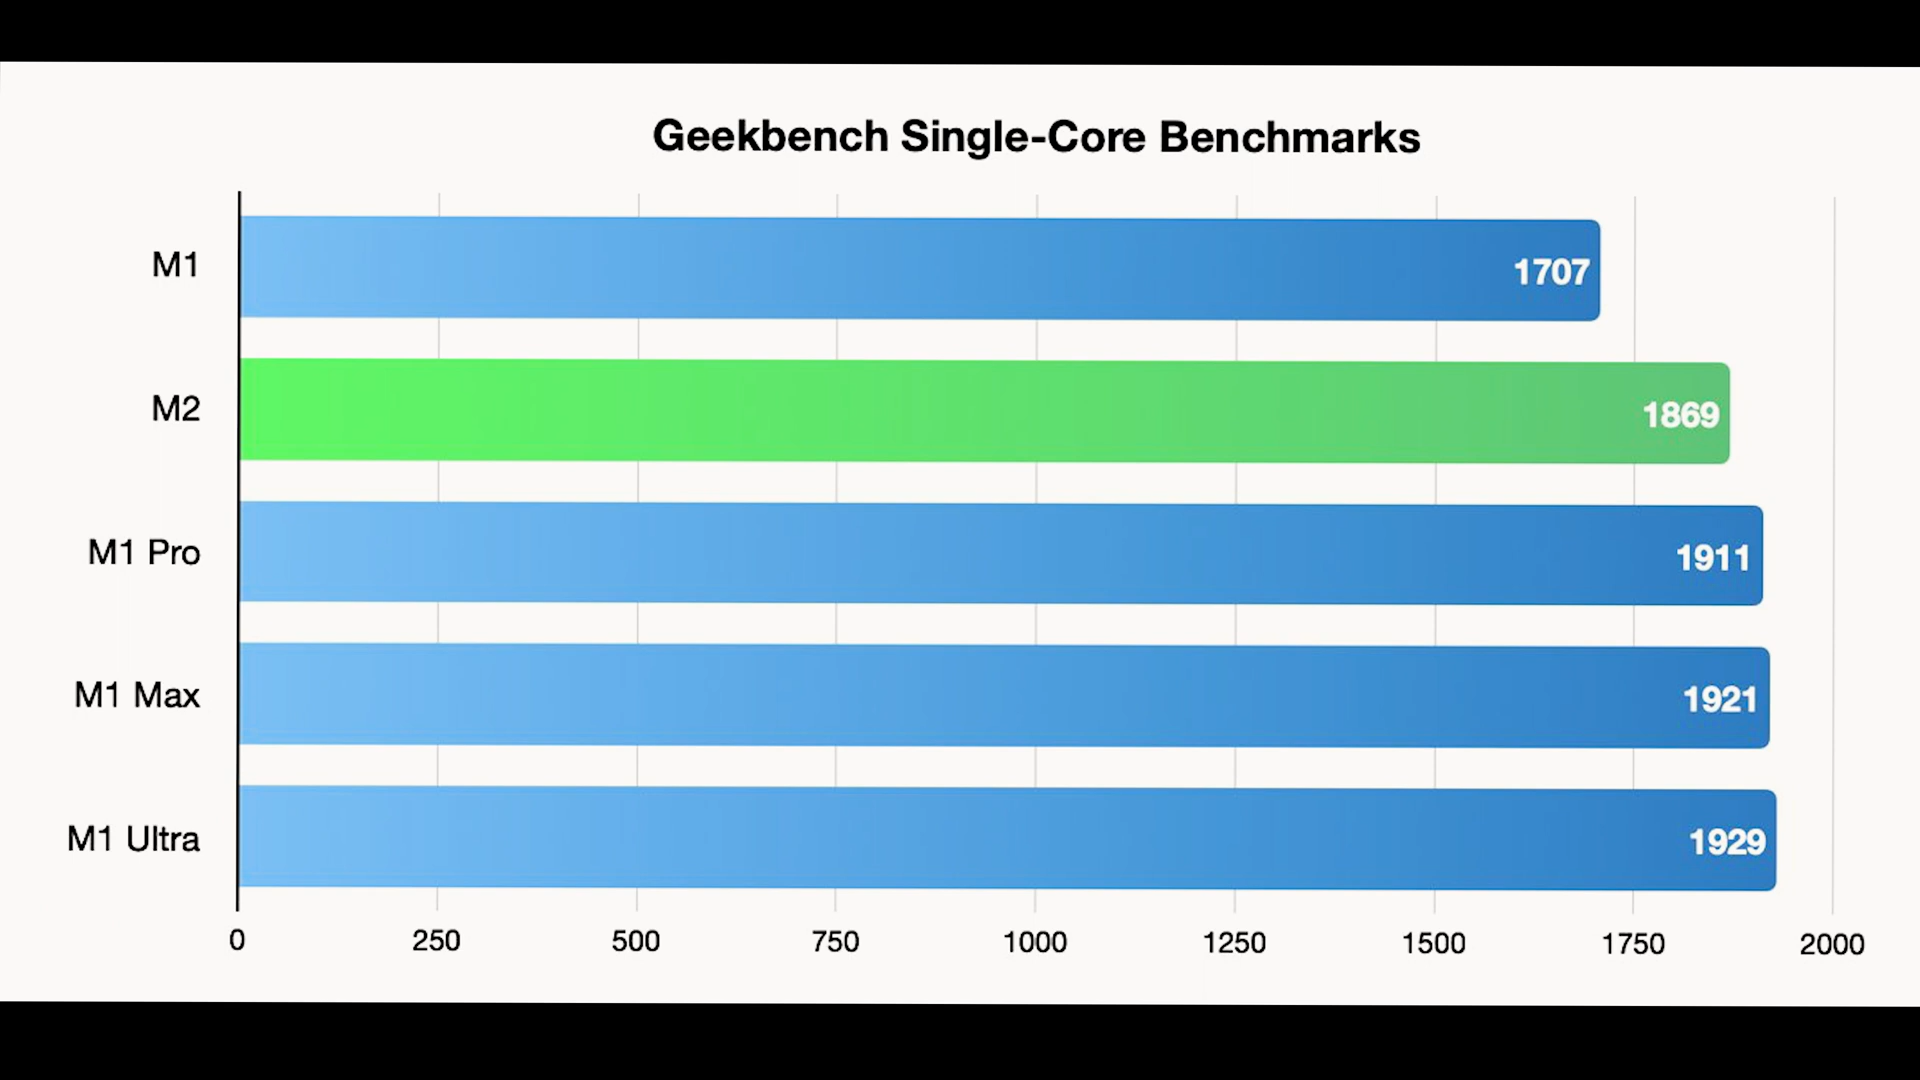 Geekbench Single-Core Benchmarks
M1
1707
M2
1869
M1 Pro
1911
M1 Max
1921
M1 Ultra
1929
0 250 500 750 1000 1250 1500 1750 2000